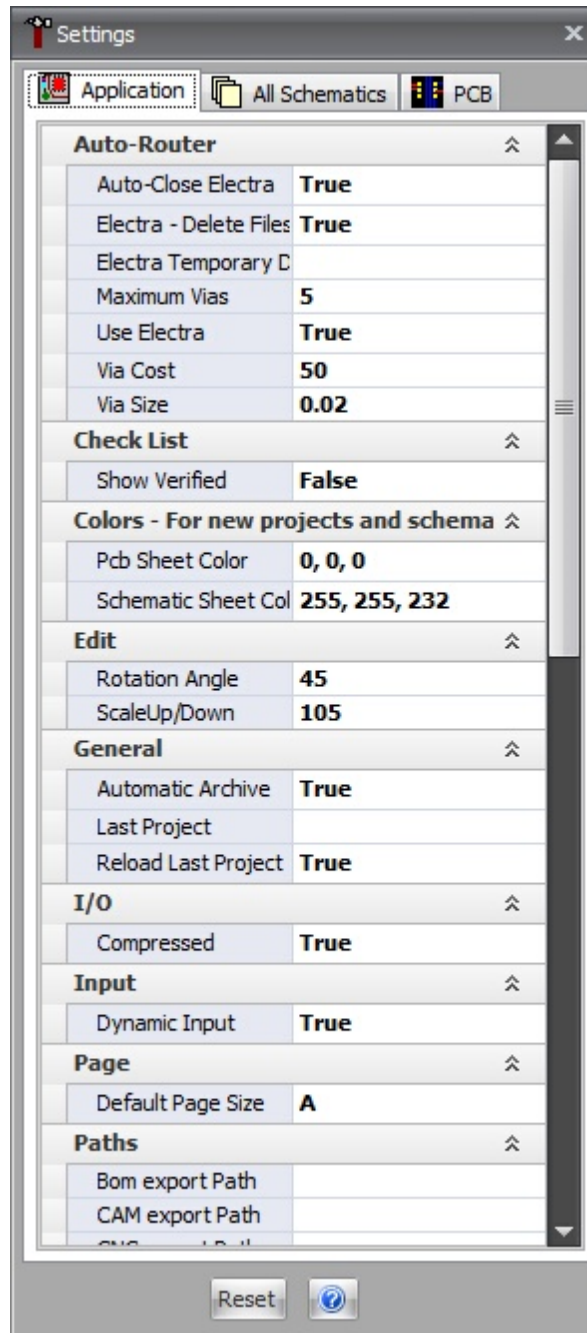 Settings
Application All Schematics PCB
Auto-Router
Auto-Close Electra True
Electra - Delete Files True
Electra Temporary D
Maximum Vias 5
Use Electra True
Via Cost 50
Via Size 0.02
Check List
Show Verified False
Colors - For new projects and schema
Pcb Sheet Color 0, 0, 0
Schematic Sheet Col 255, 255, 232
Edit
Rotation Angle 45
ScaleUp/Down 105
General
Automatic Archive True
Last Project
Reload Last Project True
I/O
Compressed True
Input
Dynamic Input True
Page
Default Page Size A
Paths
Bom export Path
CAM export Path
Reset